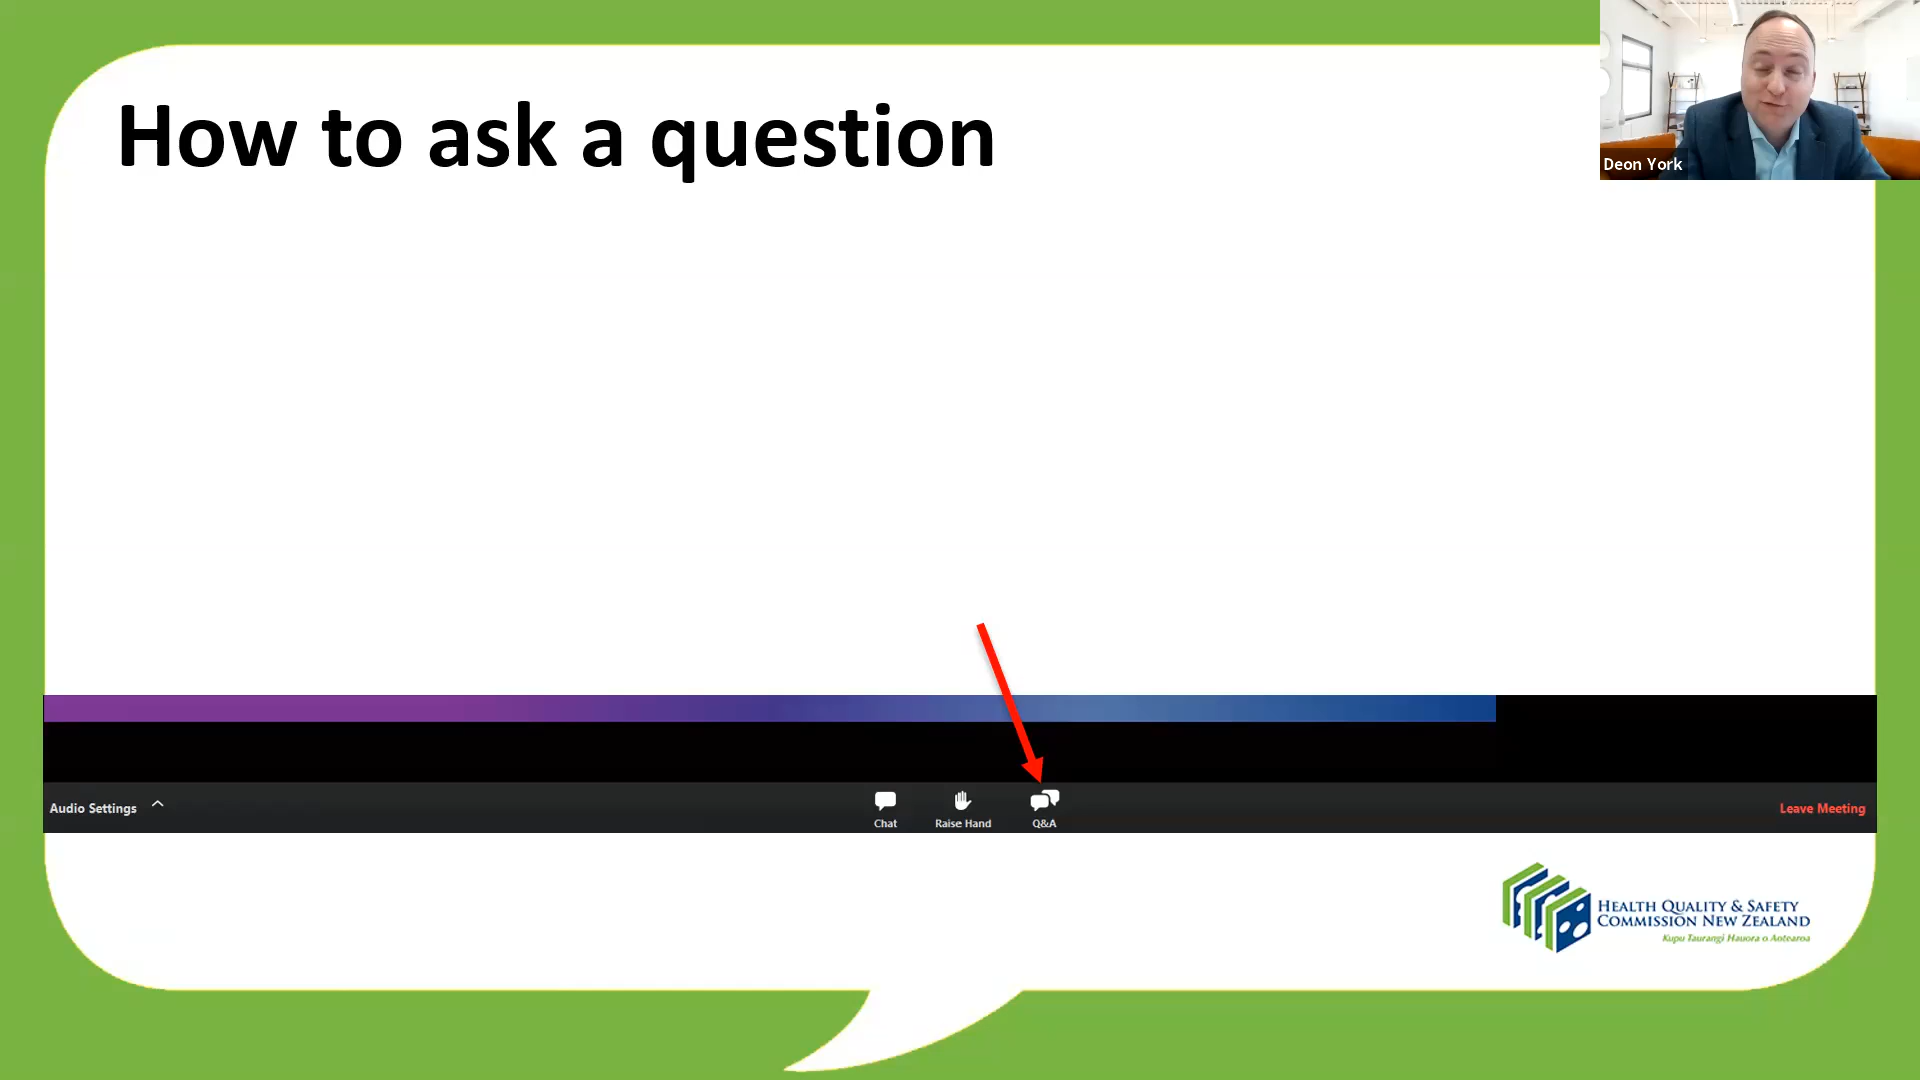 How to ask a question
Deon York
Audio Settings
Chat
Raise Hand
Q&A
Leave Meeting
HEALTH QUALITY & SAFETY
COMMISSION NEW ZEALAND
Kupu Taurangi Hauora o Aotearoa